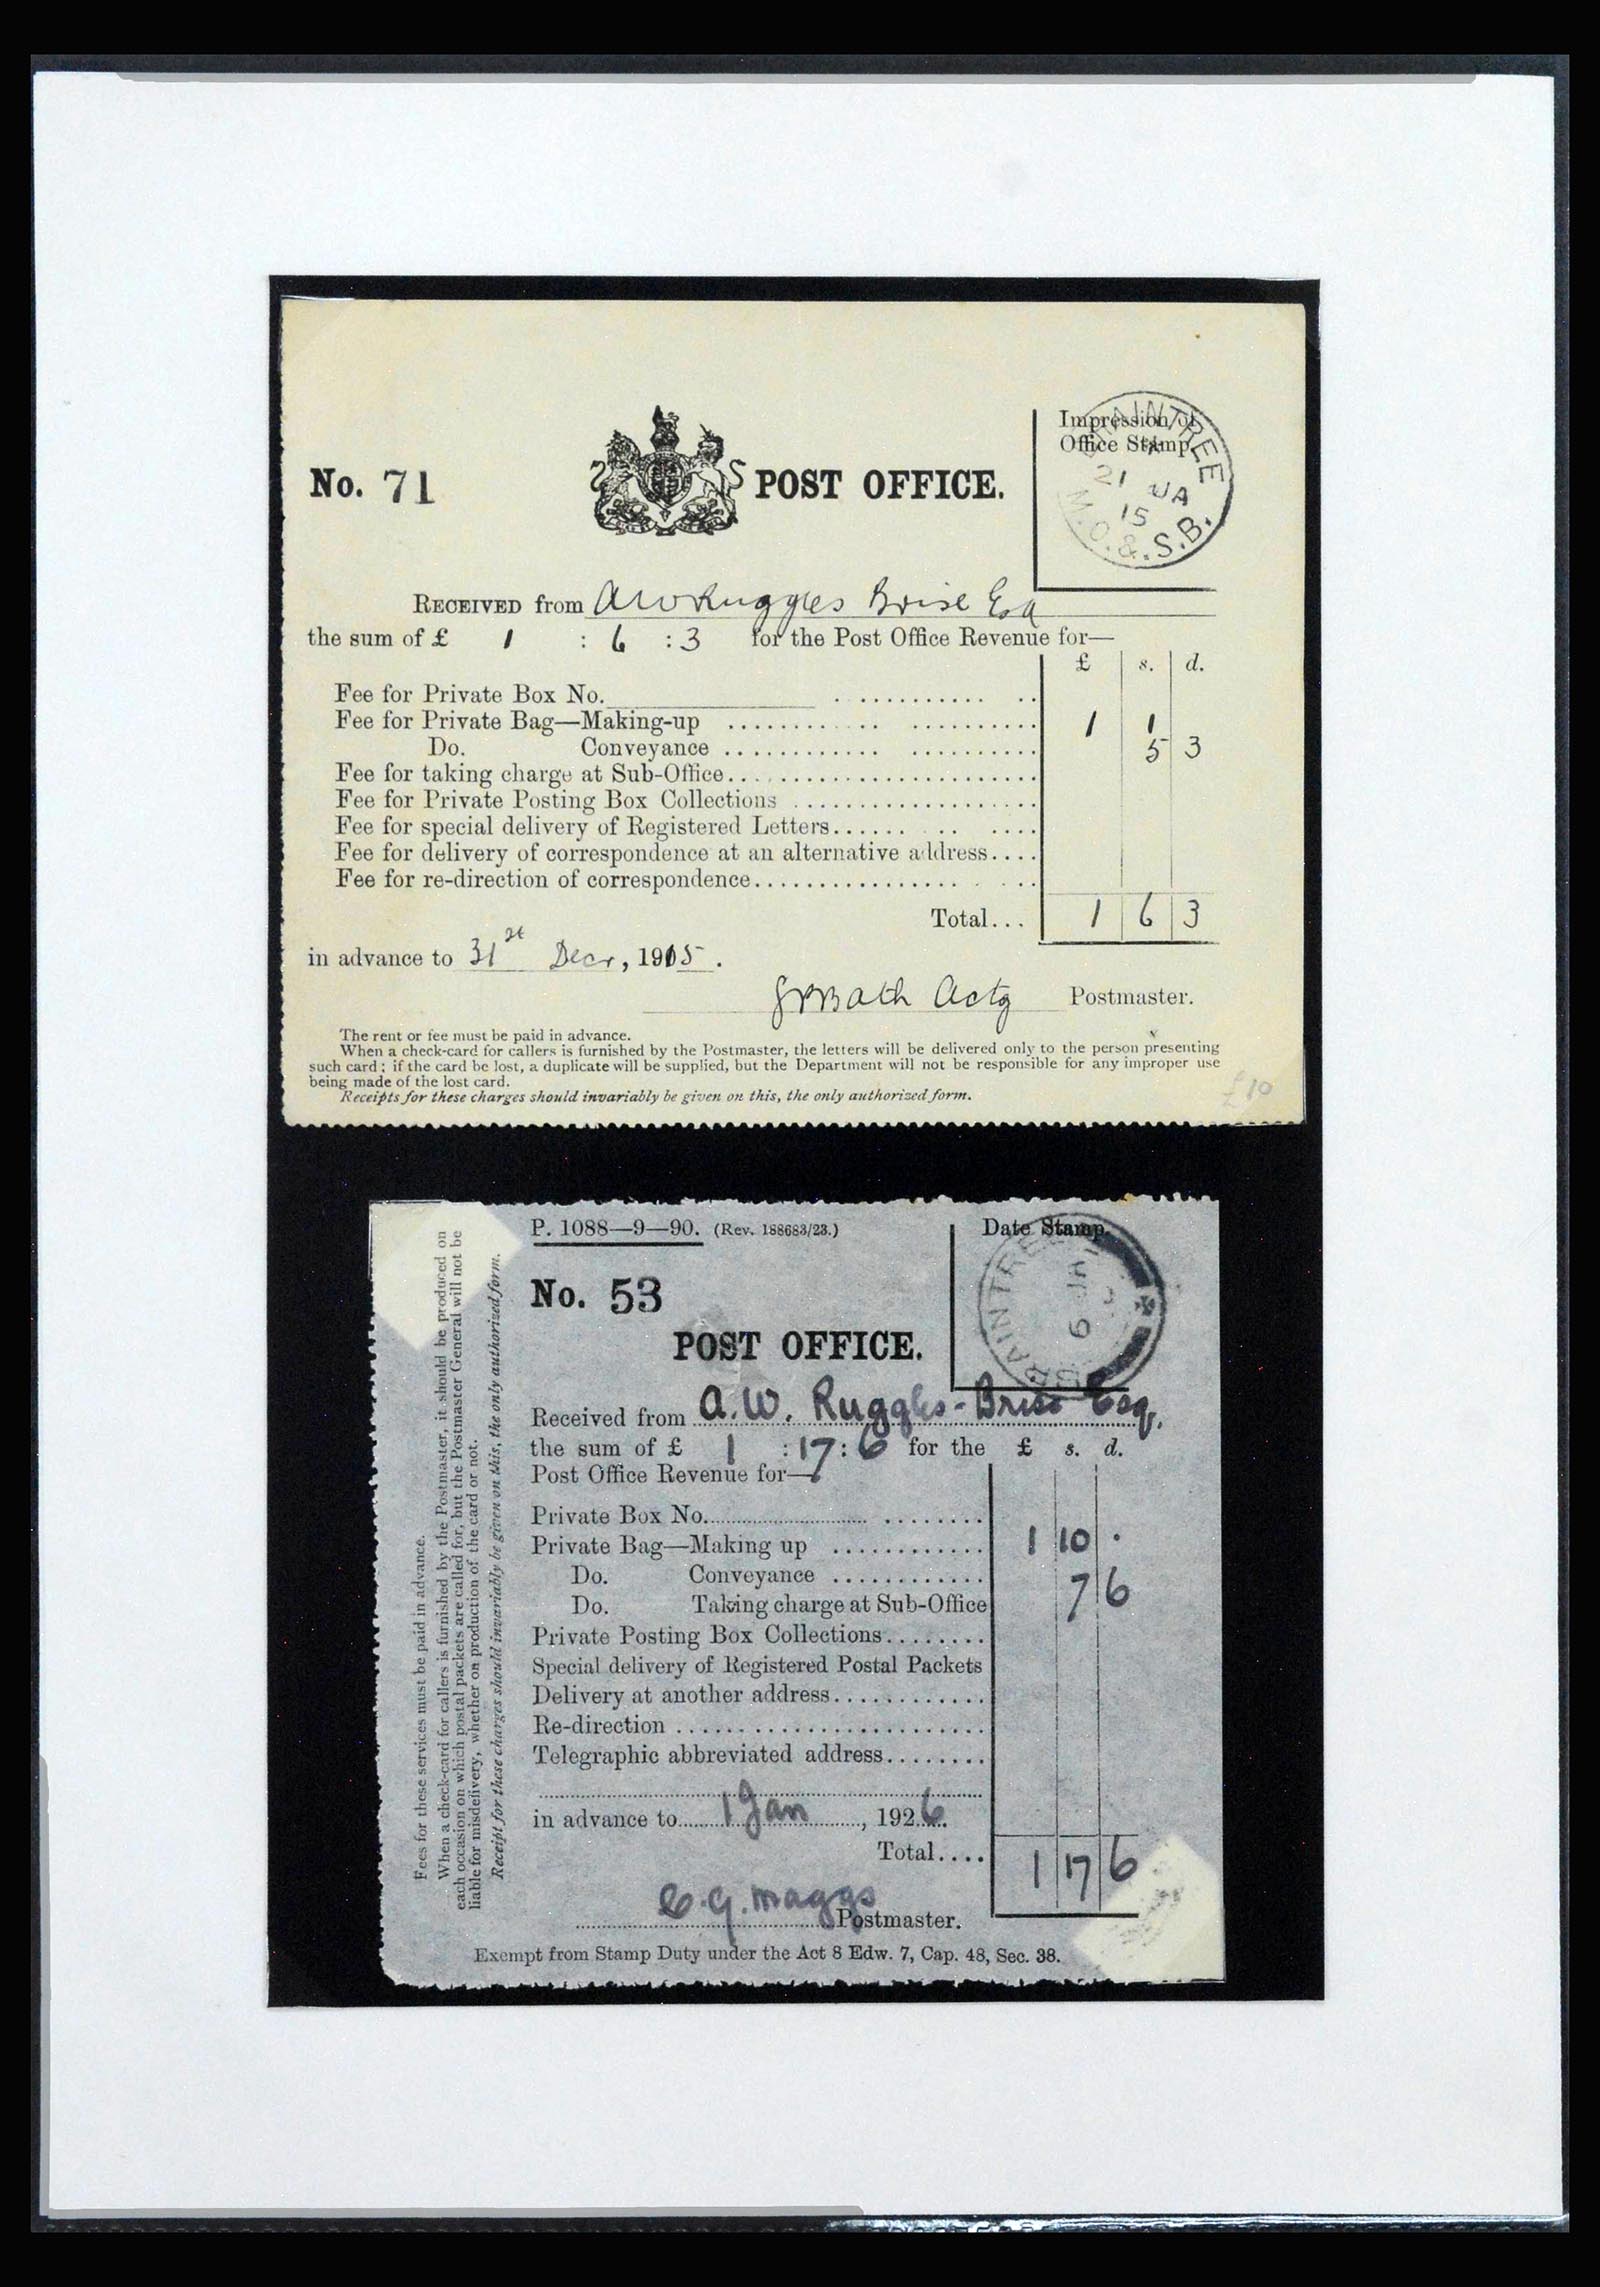 No. 71
POST OFFICE.
Impression of
Office Stamp.
BRAINTREE
A
21 JA
15
M.O.&.S.B.
RECEIVED from A W Ruggles Brise Esq
the sum of £ 1 : 6 : 3 for the Post Office Revenue for—
£ s. d.
Fee for Private Box No.
Fee for Private Bag—Making-up 1 1
Do. Conveyance 5 3
Fee for taking charge at Sub-Office
Fee for Private Posting Box Collections
Fee for special delivery of Registered Letters
Fee for delivery of correspondence at an alternative address
Fee for re-direction of correspondence
Total... 1 6 3
in advance to 31st Decr, 1915.
Bath Actg Postmaster.
The rent or fee must be paid in advance.
When a check-card for callers is furnished by the Postmaster, the letters will be delivered only to the person presenting
such card; if the card be lost, a duplicate will be supplied, but the Department will not be responsible for any improper use
being made of the lost card.
Receipts for these charges should invariably be given on this, the only authorized form.
£10
P. 1088—9—90. (Rev. 188683/23.)
Date Stamp.
BRAINTREE
6 JA
No. 53
POST OFFICE.
Received from A.W. Ruggles-Brise Esq.
the sum of £ 1 : 17 : 6 for the £ s. d.
Post Office Revenue for—
Private Box No.
Private Bag—Making up 1 10 .
Do. Conveyance 7 6
Do. Taking charge at Sub-Office
Private Posting Box Collections
Special delivery of Registered Postal Packets
Delivery at another address
Re-direction
Telegraphic abbreviated address
in advance to 1 Jan, 1926.
Total.... 1 17 6
C.G. Maggs Postmaster.
Exempt from Stamp Duty under the Act 8 Edw. 7, Cap. 48, Sec. 38.
Fees for these services must be paid in advance.
When a check-card for callers is furnished by the Postmaster, it should be produced on
each occasion on which postal packets are called for, but the Postmaster General will not be
liable for misdelivery, whether on production of the card or not.
Receipt for these charges should invariably be given on this, the only authorized form.